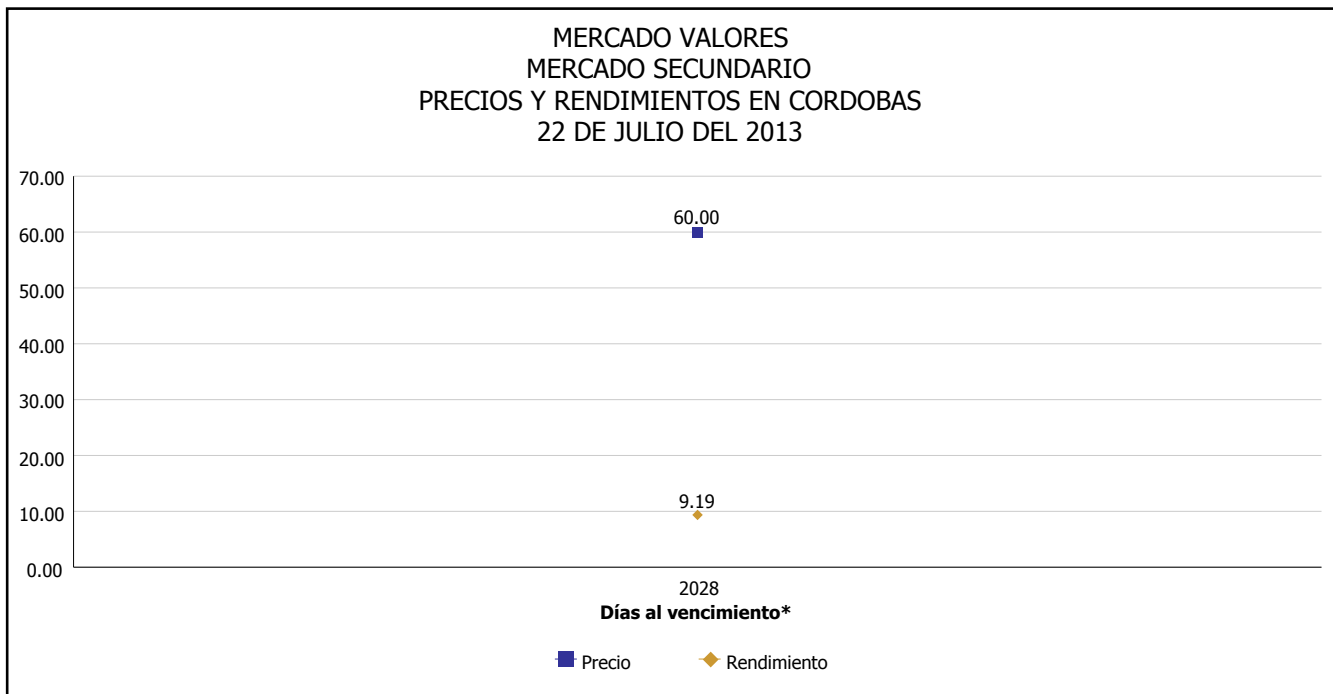 MERCADO VALORES
MERCADO SECUNDARIO
PRECIOS Y RENDIMIENTOS EN CORDOBAS
22 DE JULIO DEL 2013
70.00
60.00
60.00
50.00
40.00
30.00
20.00
9.19
10.00
0.00
2028
Días al vencimiento*
Precio
Rendimiento